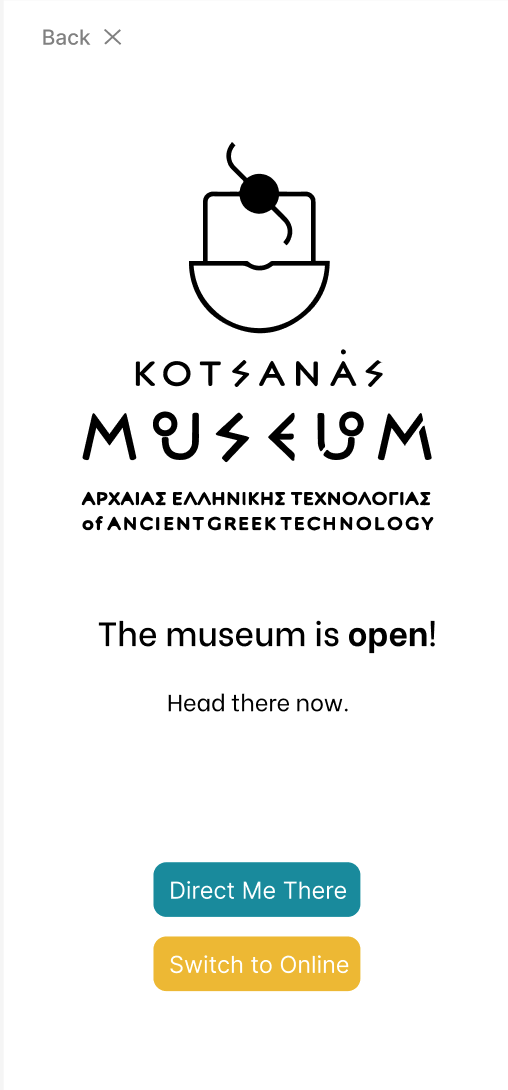 Back
KOTSANÀS
MUSEUM
ΑΡΧΑΙΑΣ ΕΛΛΗΝΙΚΗΣ ΤΕΧΝΟΛΟΓΙΑΣ
of ANCIENT GREEK TECHNOLOGY
The museum is open!
Head there now.
Direct Me There
Switch to Online